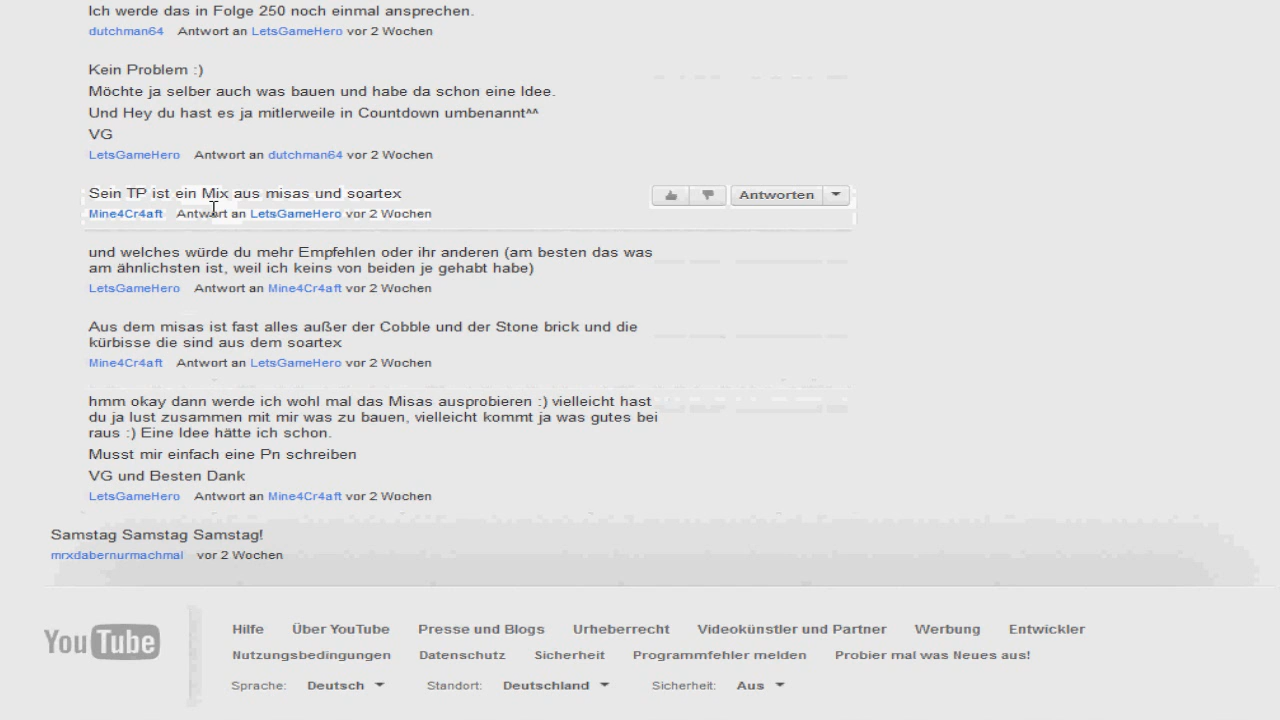 Ich werde das in Folge 250 noch einmal ansprechen.
dutchman64 Antwort an LetsGameHero vor 2 Wochen
Kein Problem :)
Möchte ja selber auch was bauen und habe da schon eine Idee.
Und Hey du hast es ja mitlerweile in Countdown umbenannt^^
VG
LetsGameHero Antwort an dutchman64 vor 2 Wochen
Sein TP ist ein Mix aus misas und soartex
Antworten
Mine4Cr4aft Antwort an LetsGameHero vor 2 Wochen
und welches würde du mehr Empfehlen oder ihr anderen (am besten das was
am ähnlichsten ist, weil ich keins von beiden je gehabt habe)
LetsGameHero Antwort an Mine4Cr4aft vor 2 Wochen
Aus dem misas ist fast alles außer der Cobble und der Stone brick und die
kürbisse die sind aus dem soartex
Mine4Cr4aft Antwort an LetsGameHero vor 2 Wochen
hmm okay dann werde ich wohl mal das Misas ausprobieren :) vielleicht hast
du ja lust zusammen mit mir was zu bauen, vielleicht kommt ja was gutes bei
raus :) Eine Idee hätte ich schon.
Musst mir einfach eine Pn schreiben
VG und Besten Dank
LetsGameHero Antwort an Mine4Cr4aft vor 2 Wochen
Samstag Samstag Samstag!
mrxdabernurmachmal vor 2 Wochen
YouTube
Hilfe Über YouTube Presse und Blogs Urheberrecht Videokünstler und Partner Werbung Entwickler
Nutzungsbedingungen Datenschutz Sicherheit Programmfehler melden Probier mal was Neues aus!
Sprache: Deutsch Standort: Deutschland Sicherheit: Aus